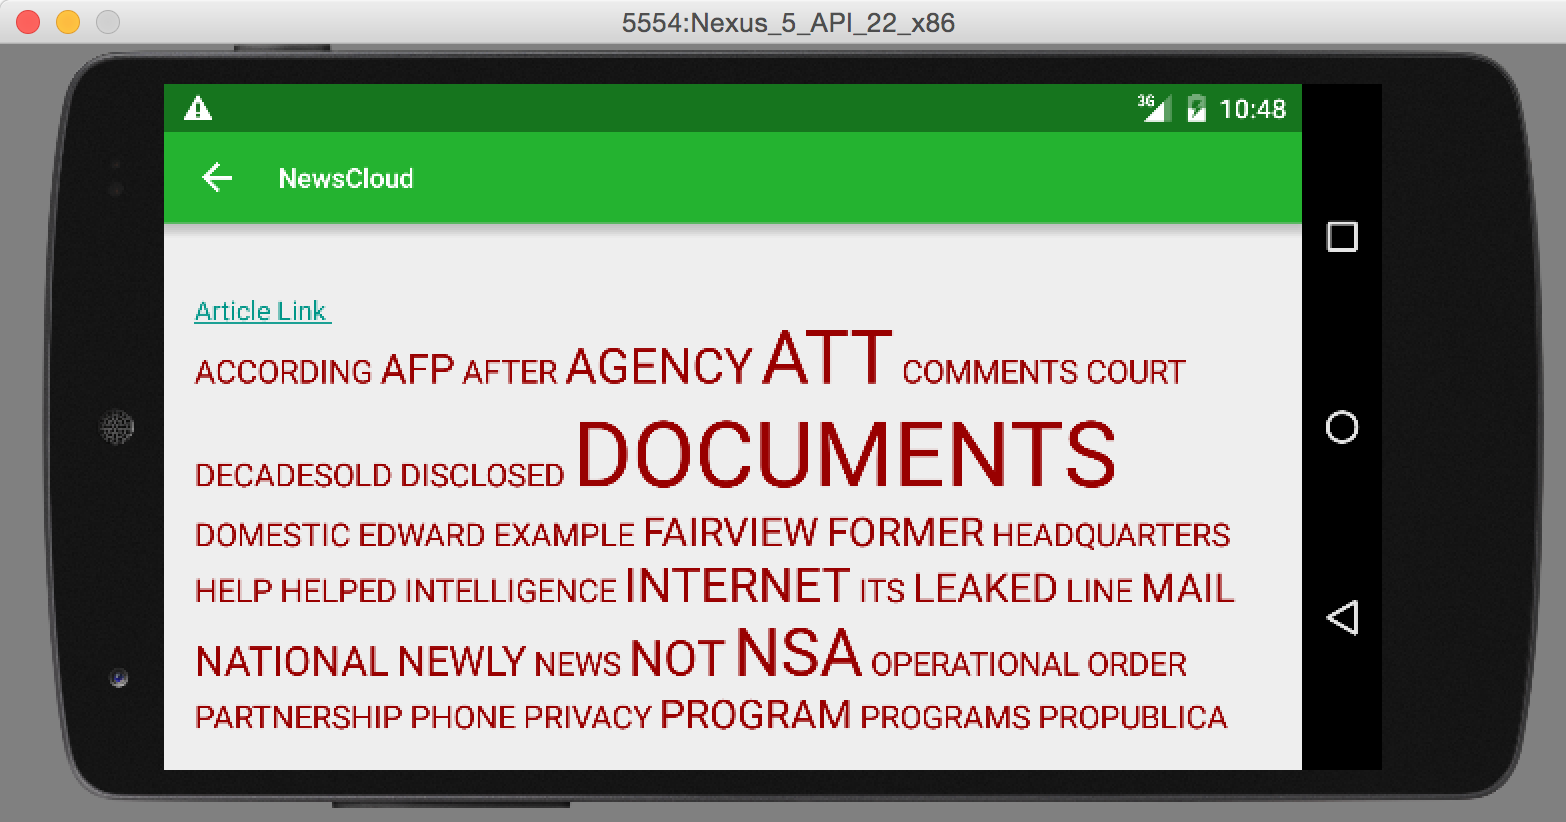 5554:Nexus_5_API_22_x86
3G 10:48
NewsCloud
Article Link
ACCORDING AFP AFTER AGENCY ATT COMMENTS COURT
DECADESOLD DISCLOSED DOCUMENTS
DOMESTIC EDWARD EXAMPLE FAIRVIEW FORMER HEADQUARTERS
HELP HELPED INTELLIGENCE INTERNET ITS LEAKED LINE MAIL
NATIONAL NEWLY NEWS NOT NSA OPERATIONAL ORDER
PARTNERSHIP PHONE PRIVACY PROGRAM PROGRAMS PROPUBLICA